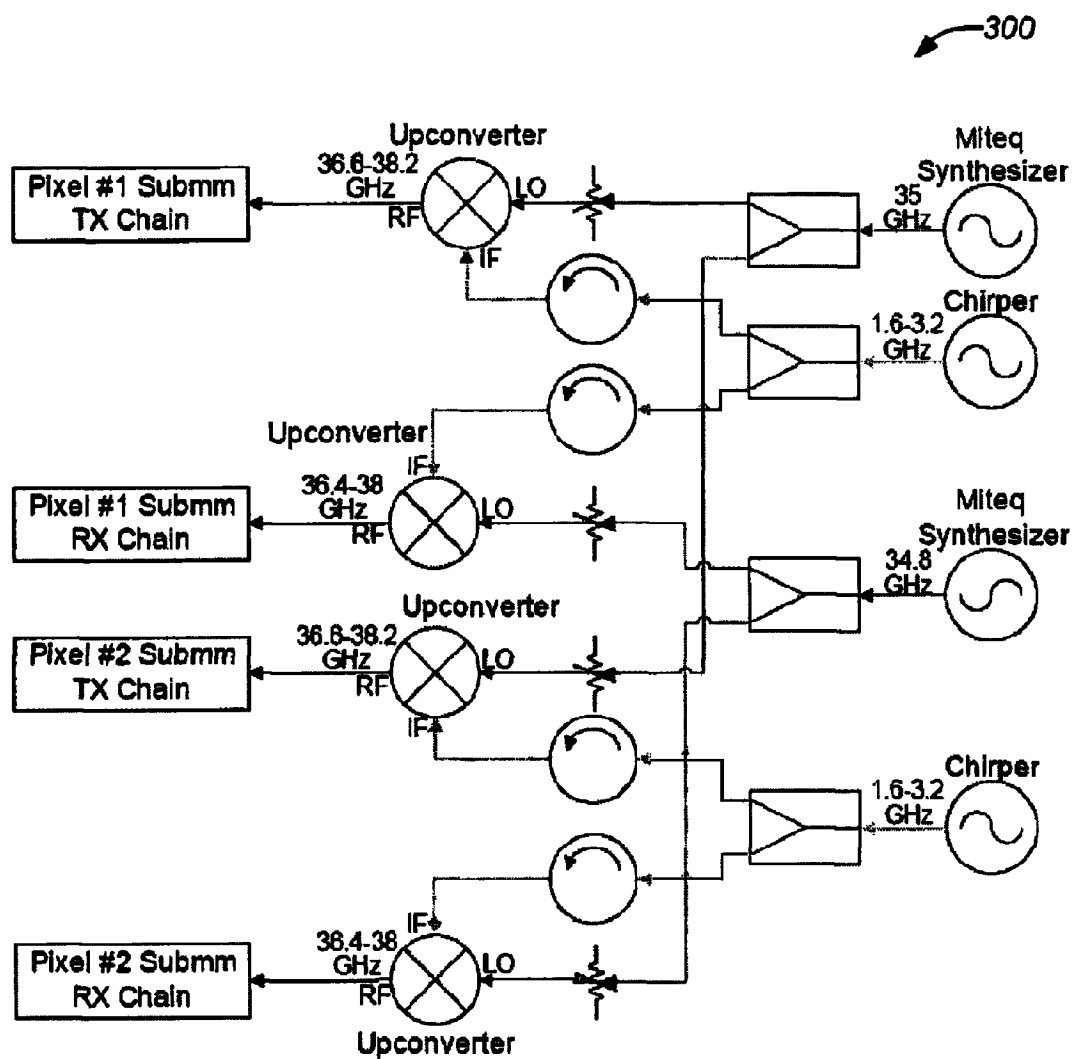 300
Upconverter
Miteq
Synthesizer
36.6-38.2
GHz
Pixel #1 Submm
TX Chain
LO
RF
IF
35
GHz
Chirper
1.6-3.2
GHz
Upconverter
IF
36.4-38
GHz
Pixel #1 Submm
RX Chain
LO
RF
Miteq
Synthesizer
34.8
GHz
Upconverter
36.6-38.2
GHz
Pixel #2 Submm
TX Chain
LO
RF
IF
Chirper
1.6-3.2
GHz
IF
36.4-38
GHz
Pixel #2 Submm
RX Chain
LO
RF
Upconverter